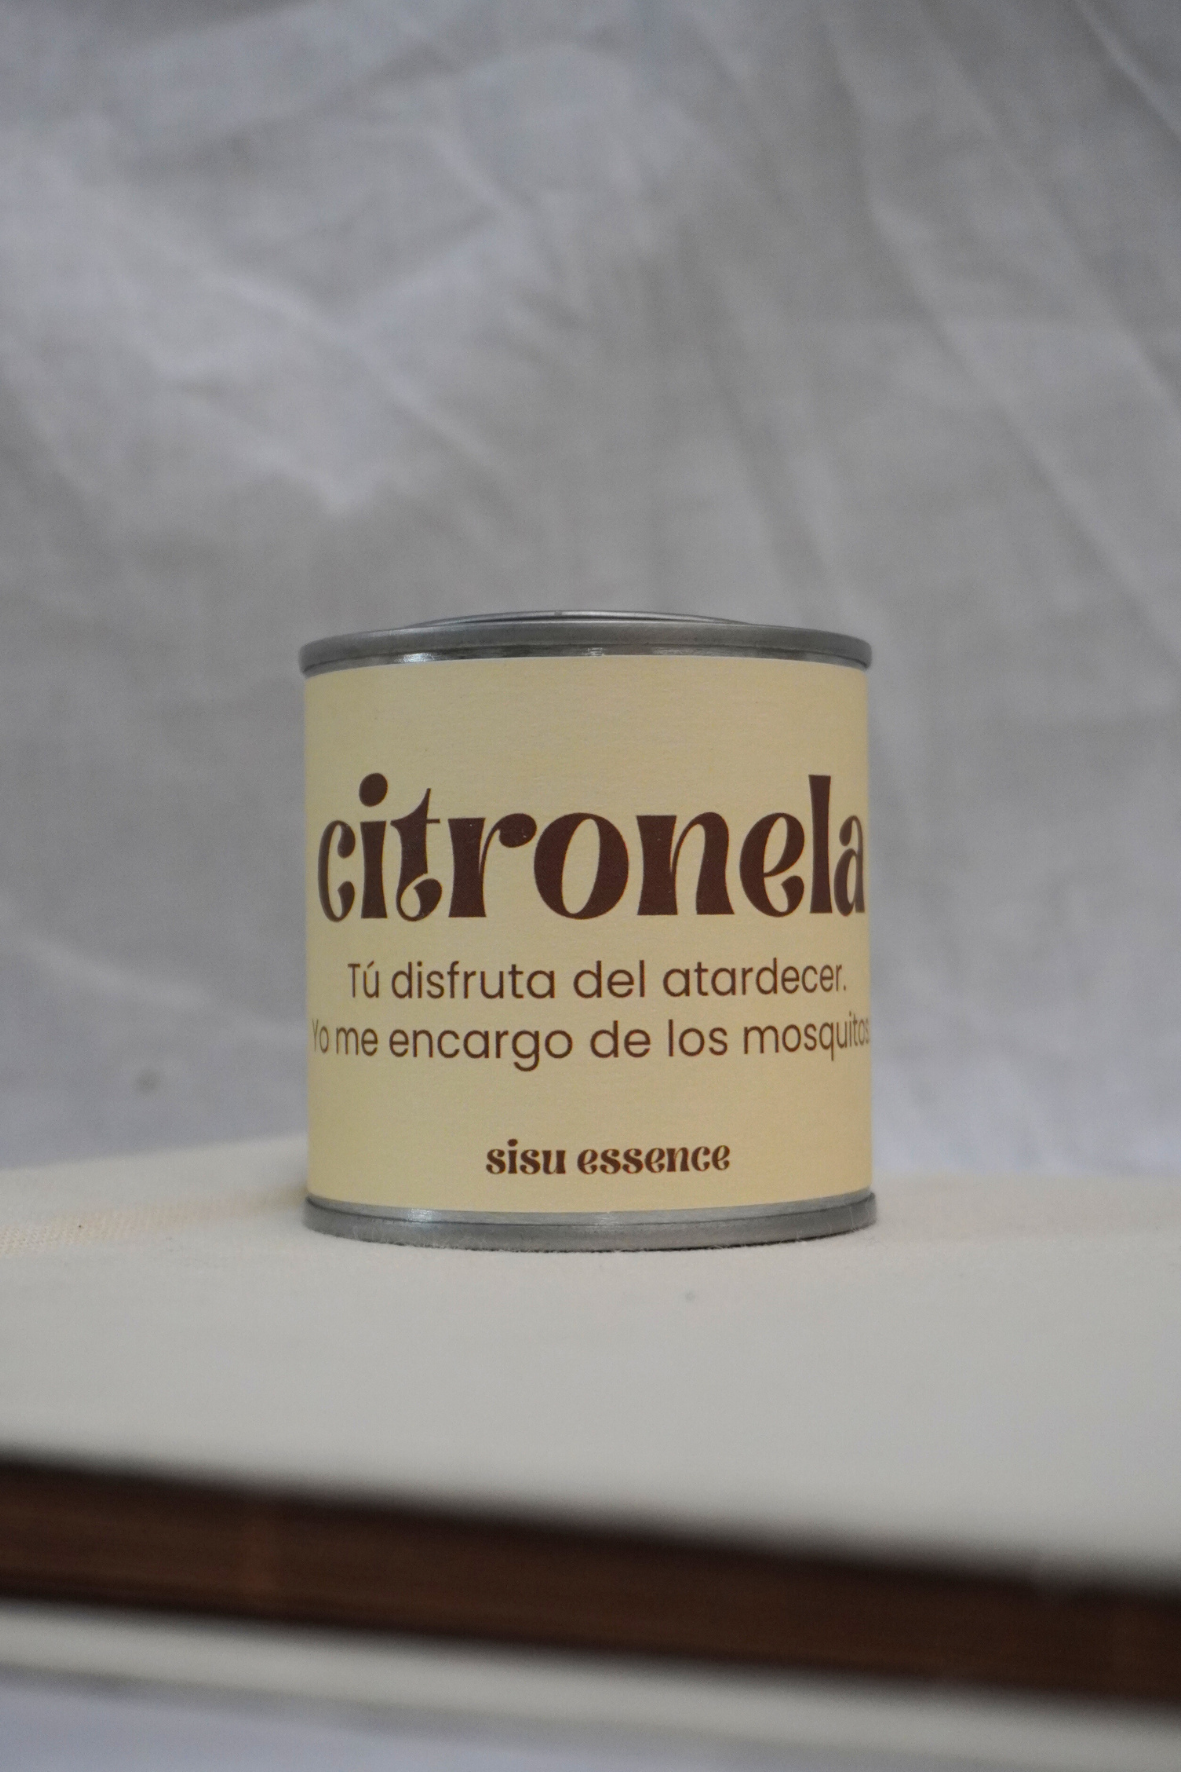 citronela
Tú disfruta del atardecer.
Yo me encargo de los mosquitos.
sisu essence